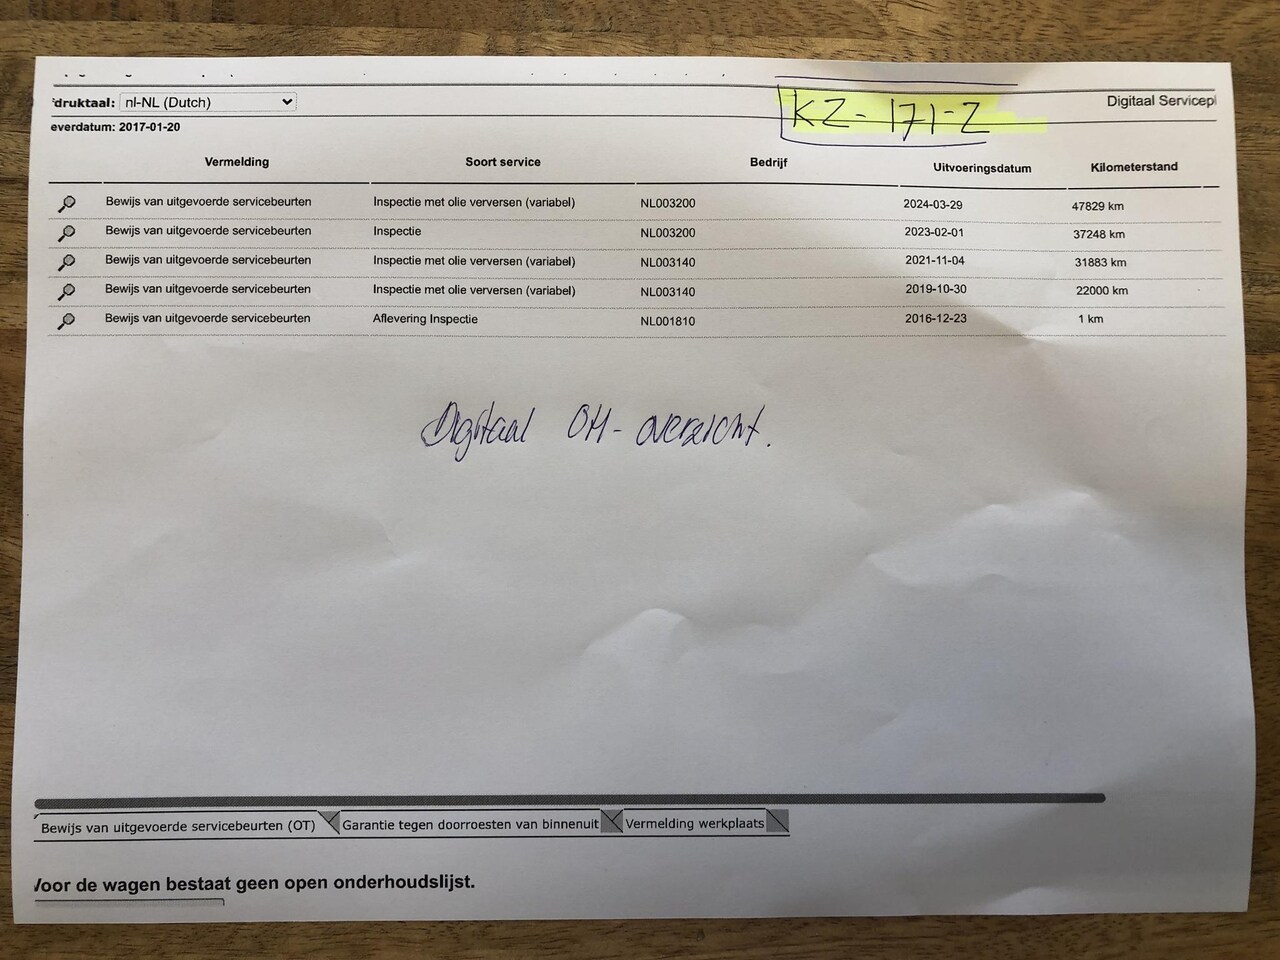 druktaal: nl-NL (Dutch)
KZ-171-Z
Digitaal Servicepl
everdatum: 2017-01-20
Vermelding Soort service Bedrijf Uitvoeringsdatum Kilometerstand
Bewijs van uitgevoerde servicebeurten Inspectie met olie verversen (variabel) NL003200 2024-03-29 47829 km
Bewijs van uitgevoerde servicebeurten Inspectie NL003200 2023-02-01 37248 km
Bewijs van uitgevoerde servicebeurten Inspectie met olie verversen (variabel) NL003140 2021-11-04 31883 km
Bewijs van uitgevoerde servicebeurten Inspectie met olie verversen (variabel) NL003140 2019-10-30 22000 km
Bewijs van uitgevoerde servicebeurten Aflevering Inspectie NL001810 2016-12-23 1 km
Digitaal OH-overzicht.
Bewijs van uitgevoerde servicebeurten (OT) Garantie tegen doorroesten van binnenuit Vermelding werkplaats
Voor de wagen bestaat geen open onderhoudslijst.